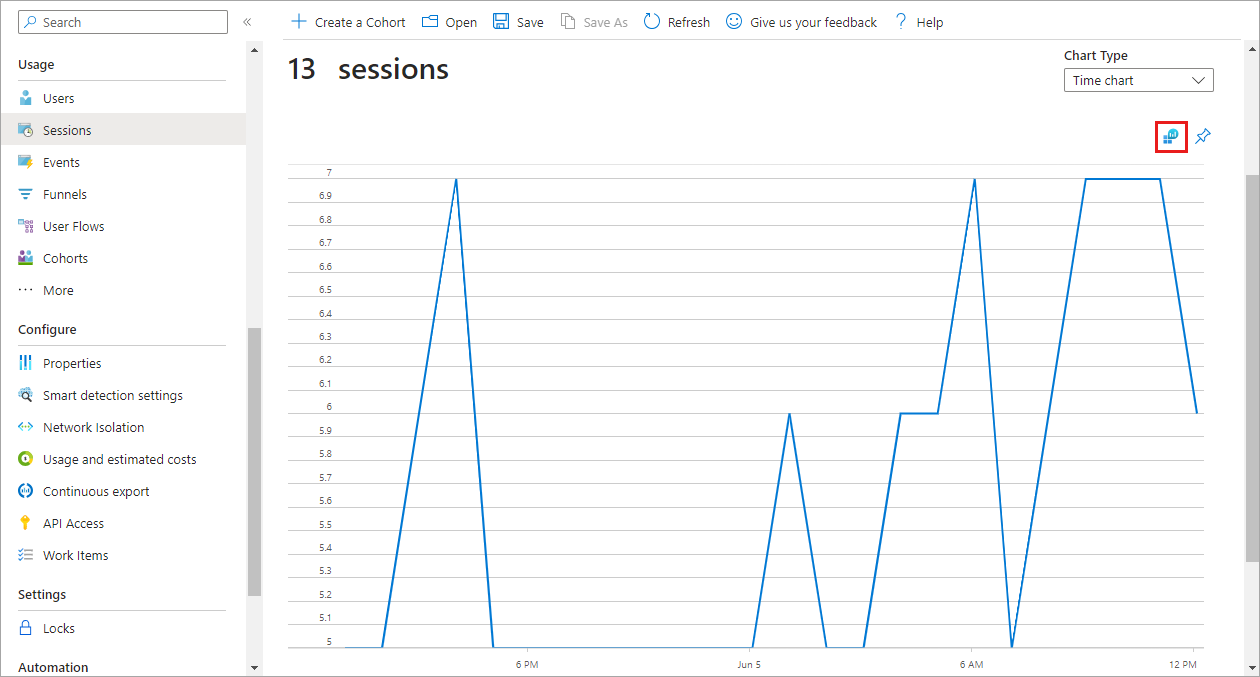 Search
«
Create a Cohort
Open
Save
Save As
Refresh
Give us your feedback
? Help
Usage
Users
Sessions
Events
Funnels
User Flows
Cohorts
··· More
Configure
Properties
Smart detection settings
Network Isolation
Usage and estimated costs
Continuous export
API Access
Work Items
Settings
Locks
Automation
13 sessions
Chart Type
Time chart
7
6.9
6.8
6.7
6.6
6.5
6.4
6.3
6.2
6.1
6
5.9
5.8
5.7
5.6
5.5
5.4
5.3
5.2
5.1
5
6 PM
Jun 5
6 AM
12 PM